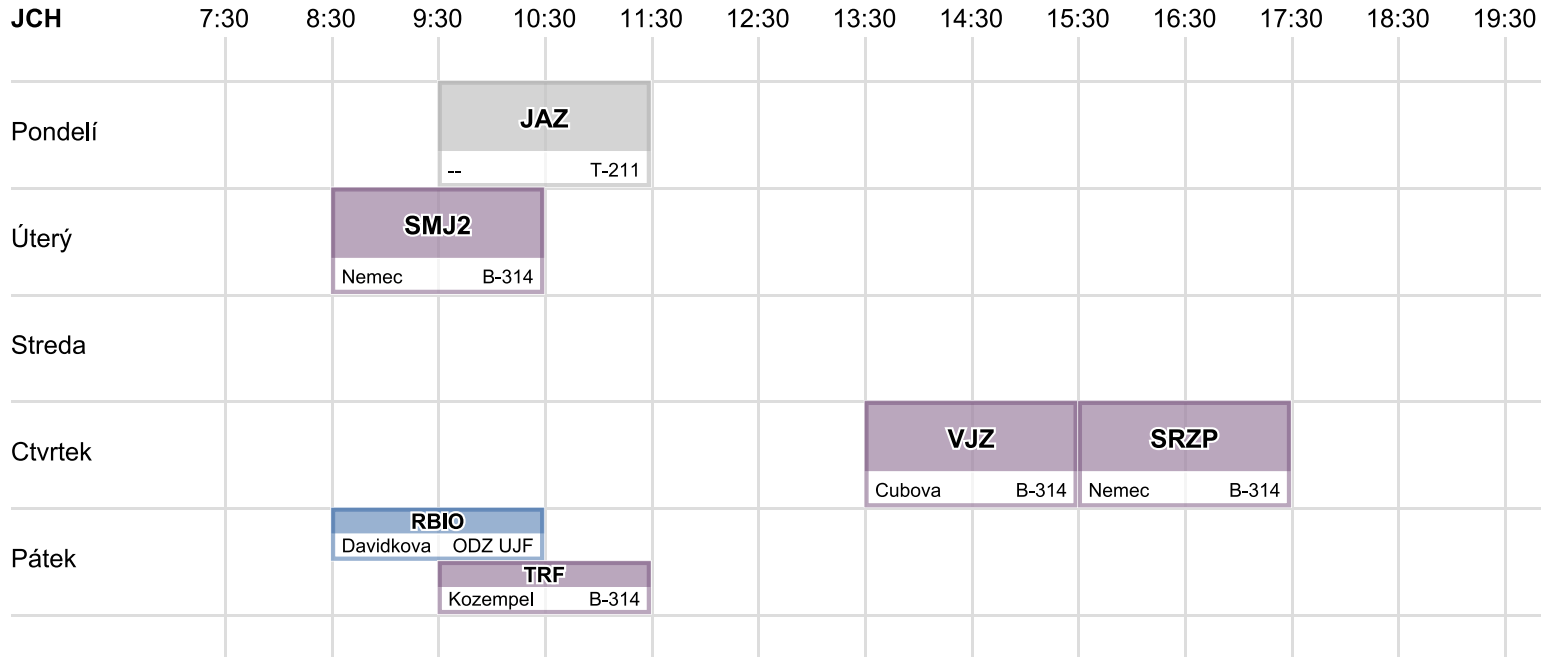 JCH 7:30 8:30 9:30 10:30 11:30 12:30 13:30 14:30 15:30 16:30 17:30 18:30 19:30
Pondelí
JAZ
-- T-211
Úterý
SMJ2
Nemec B-314
Streda
Ctvrtek
VJZ
Cubova B-314
SRZP
Nemec B-314
Pátek
RBIO
Davidkova ODZ UJF
TRF
Kozempel B-314